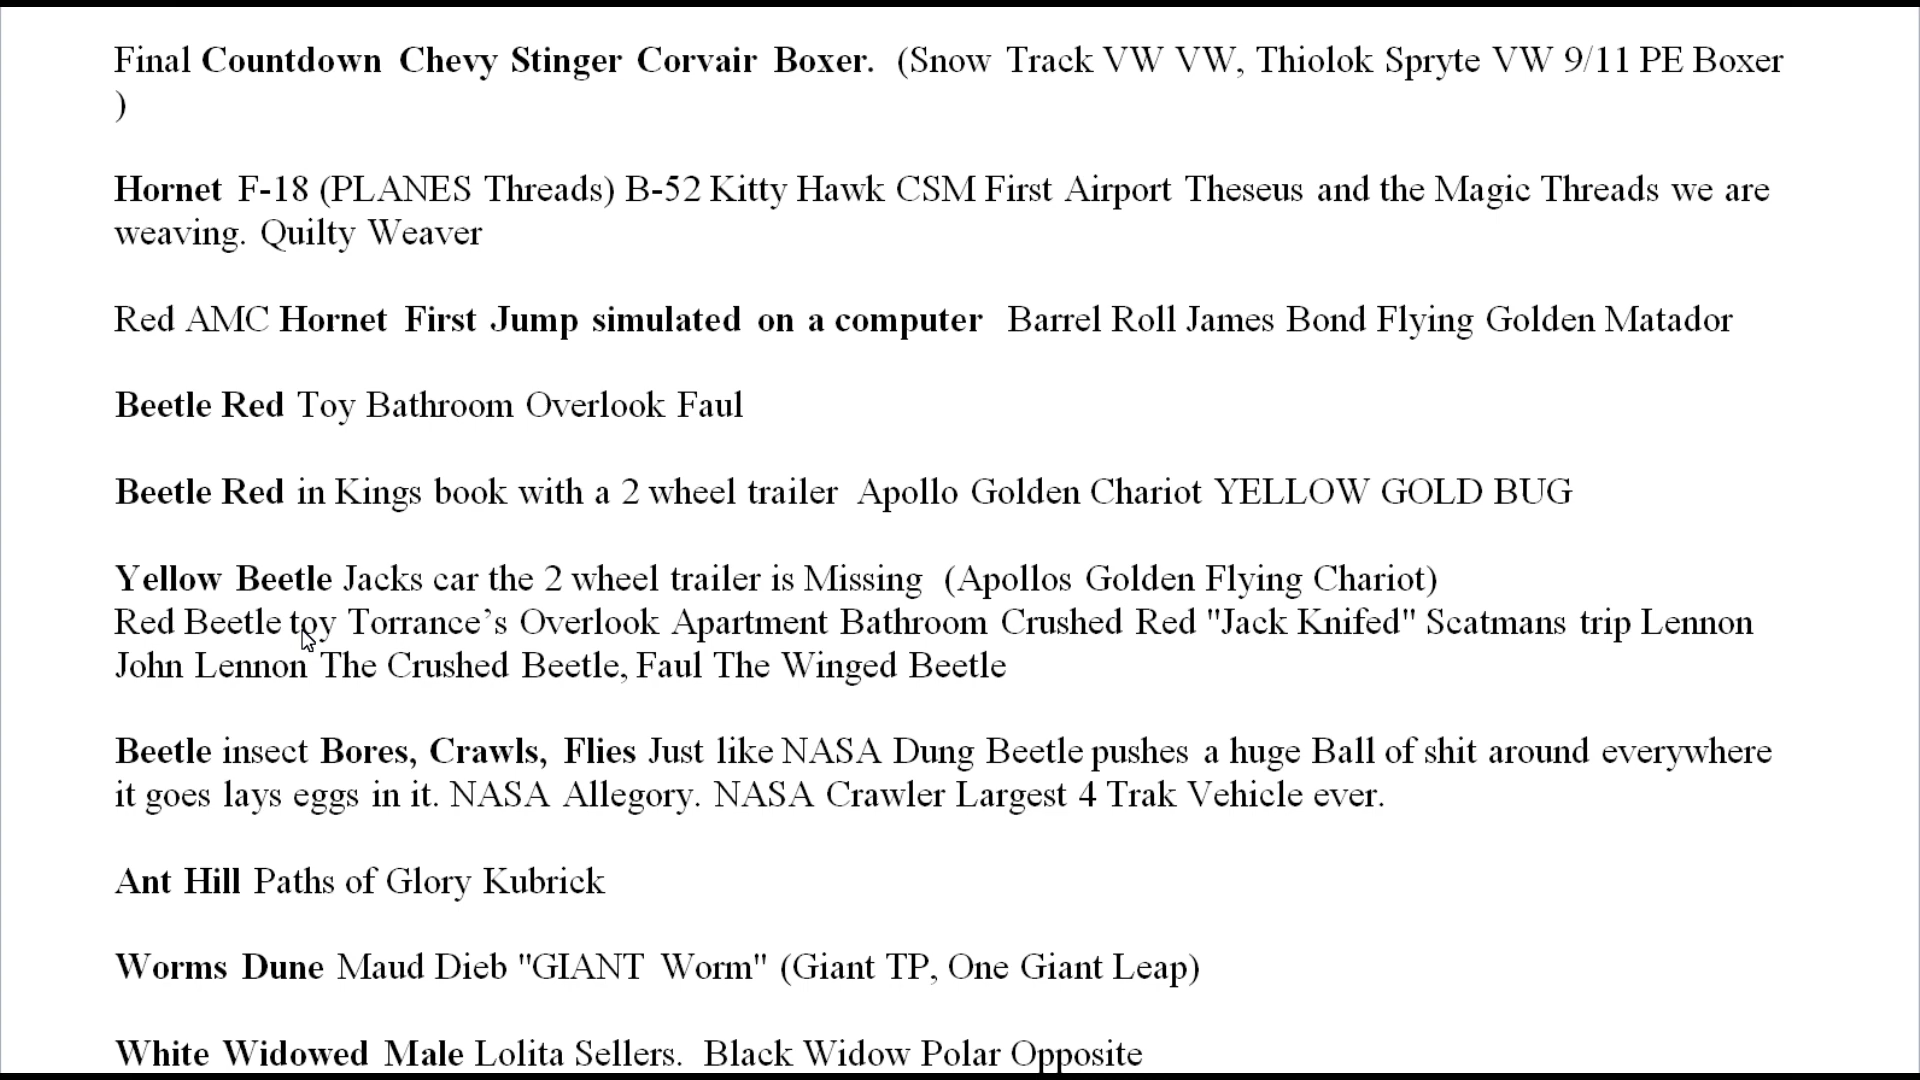 Final Countdown Chevy Stinger Corvair Boxer. (Snow Track VW VW, Thiolok Spryte VW 9/11 PE Boxer
)
Hornet F-18 (PLANES Threads) B-52 Kitty Hawk CSM First Airport Theseus and the Magic Threads we are
weaving. Quilty Weaver
Red AMC Hornet First Jump simulated on a computer Barrel Roll James Bond Flying Golden Matador
Beetle Red Toy Bathroom Overlook Faul
Beetle Red in Kings book with a 2 wheel trailer Apollo Golden Chariot YELLOW GOLD BUG
Yellow Beetle Jacks car the 2 wheel trailer is Missing (Apollos Golden Flying Chariot)
Red Beetle toy Torrance’s Overlook Apartment Bathroom Crushed Red "Jack Knifed" Scatmans trip Lennon
John Lennon The Crushed Beetle, Faul The Winged Beetle
Beetle insect Bores, Crawls, Flies Just like NASA Dung Beetle pushes a huge Ball of shit around everywhere
it goes lays eggs in it. NASA Allegory. NASA Crawler Largest 4 Trak Vehicle ever.
Ant Hill Paths of Glory Kubrick
Worms Dune Maud Dieb "GIANT Worm" (Giant TP, One Giant Leap)
White Widowed Male Lolita Sellers. Black Widow Polar Opposite